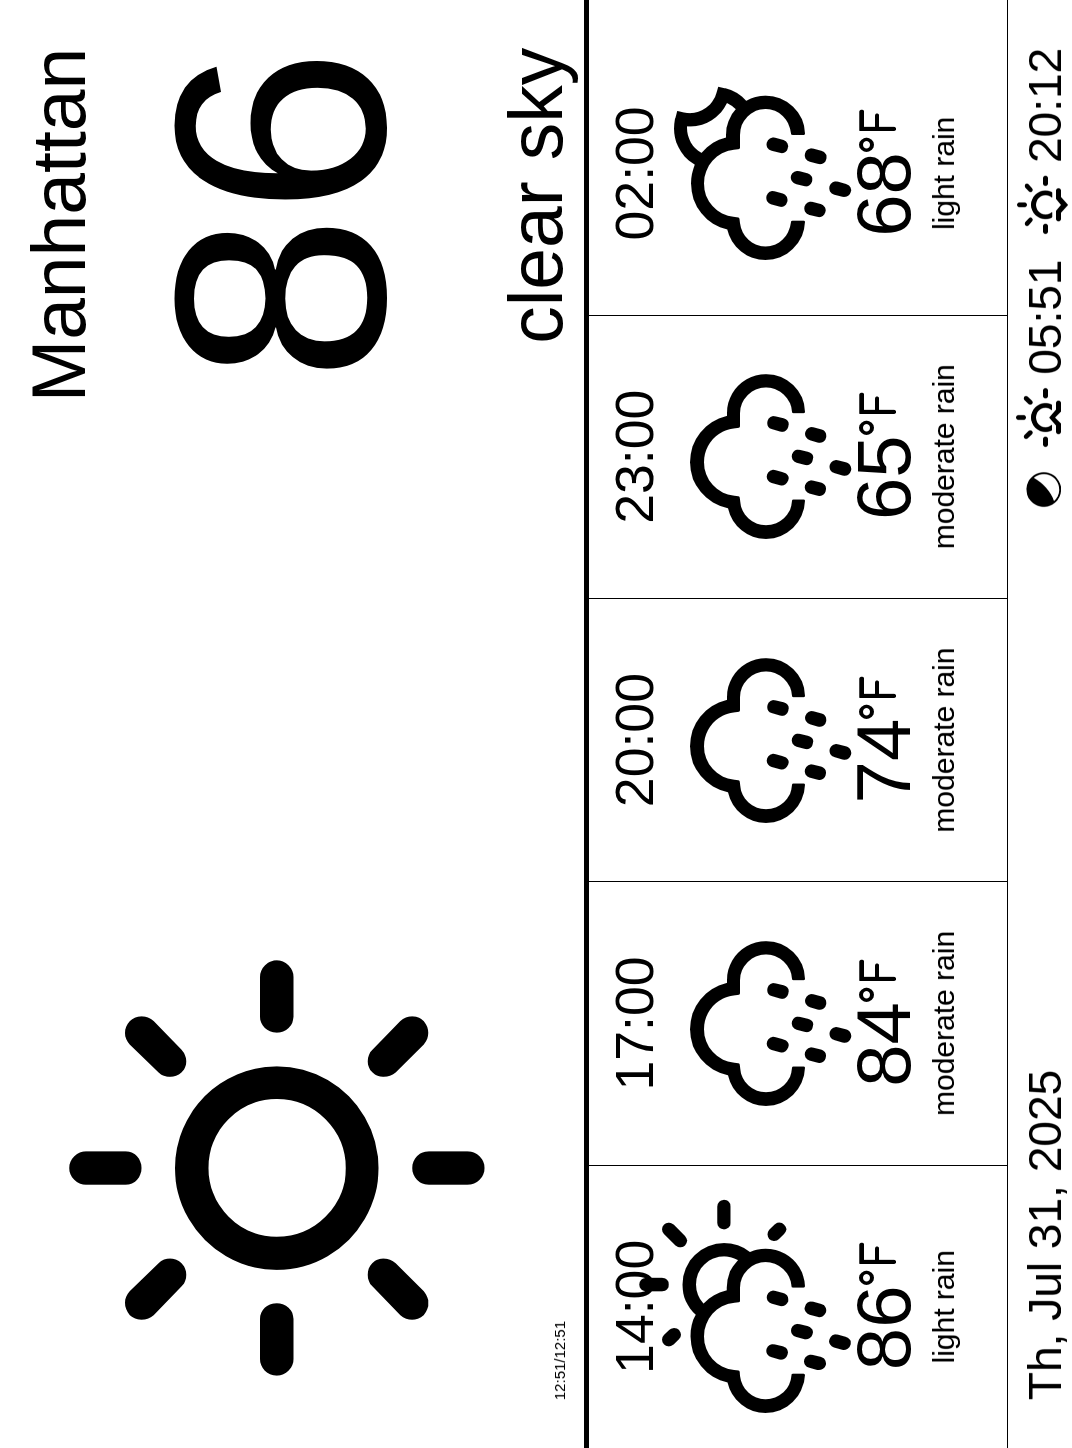 Manhattan
86
clear sky
12:51/12:51
14:00
86°F
light rain
17:00
84°F
moderate rain
20:00
74°F
moderate rain
23:00
65°F
moderate rain
02:00
68°F
light rain
Th, Jul 31, 2025
05:51
20:12